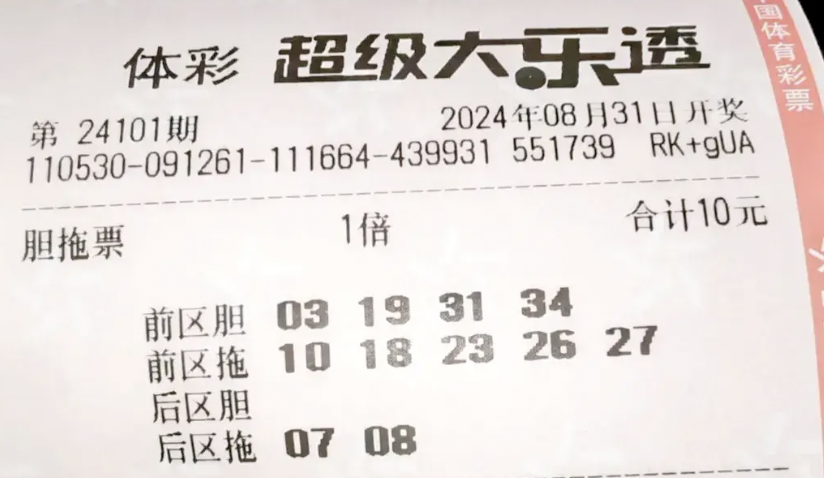 体彩 超级大乐透
第 24101期 2024年08月31日开奖
110530-091261-111664-439931 551739 RK+gUA
胆拖票 1倍 合计10元
前区胆 03 19 31 34
前区拖 10 18 23 26 27
后区胆
后区拖 07 08
国体育彩票